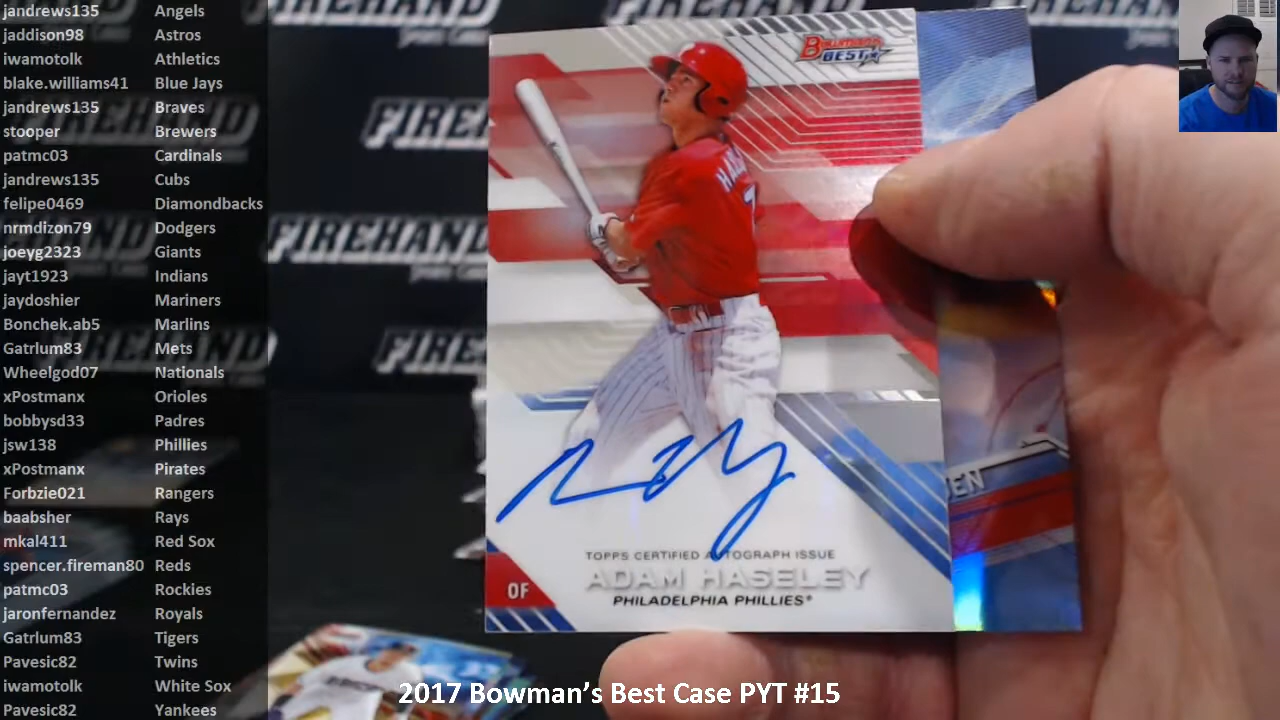 jandrews135 Angels
jaddison98 Astros
iwamotolk Athletics
blake.williams41 Blue Jays
jandrews135 Braves
stooper Brewers
patmc03 Cardinals
jandrews135 Cubs
felipe0469 Diamondbacks
nrmdizon79 Dodgers
joeyg2323 Giants
jayt1923 Indians
jaydoshier Mariners
Bonchek.ab5 Marlins
Gatrlum83 Mets
Wheelgod07 Nationals
xPostmanx Orioles
bobbysd33 Padres
jsw138 Phillies
xPostmanx Pirates
Forbzie021 Rangers
baabsher Rays
mkal411 Red Sox
spencer.fireman80 Reds
patmc03 Rockies
jaronfernandez Royals
Gatrlum83 Tigers
Pavesic82 Twins
iwamotolk White Sox
Pavesic82 Yankees
FIREHAND
FIREHAND
FIREHAND
Bowman's
BEST
7
TOPPS CERTIFIED AUTOGRAPH ISSUE
OF
ADAM HASELEY
PHILADELPHIA PHILLIES®
2017 Bowman's Best Case PYT #15